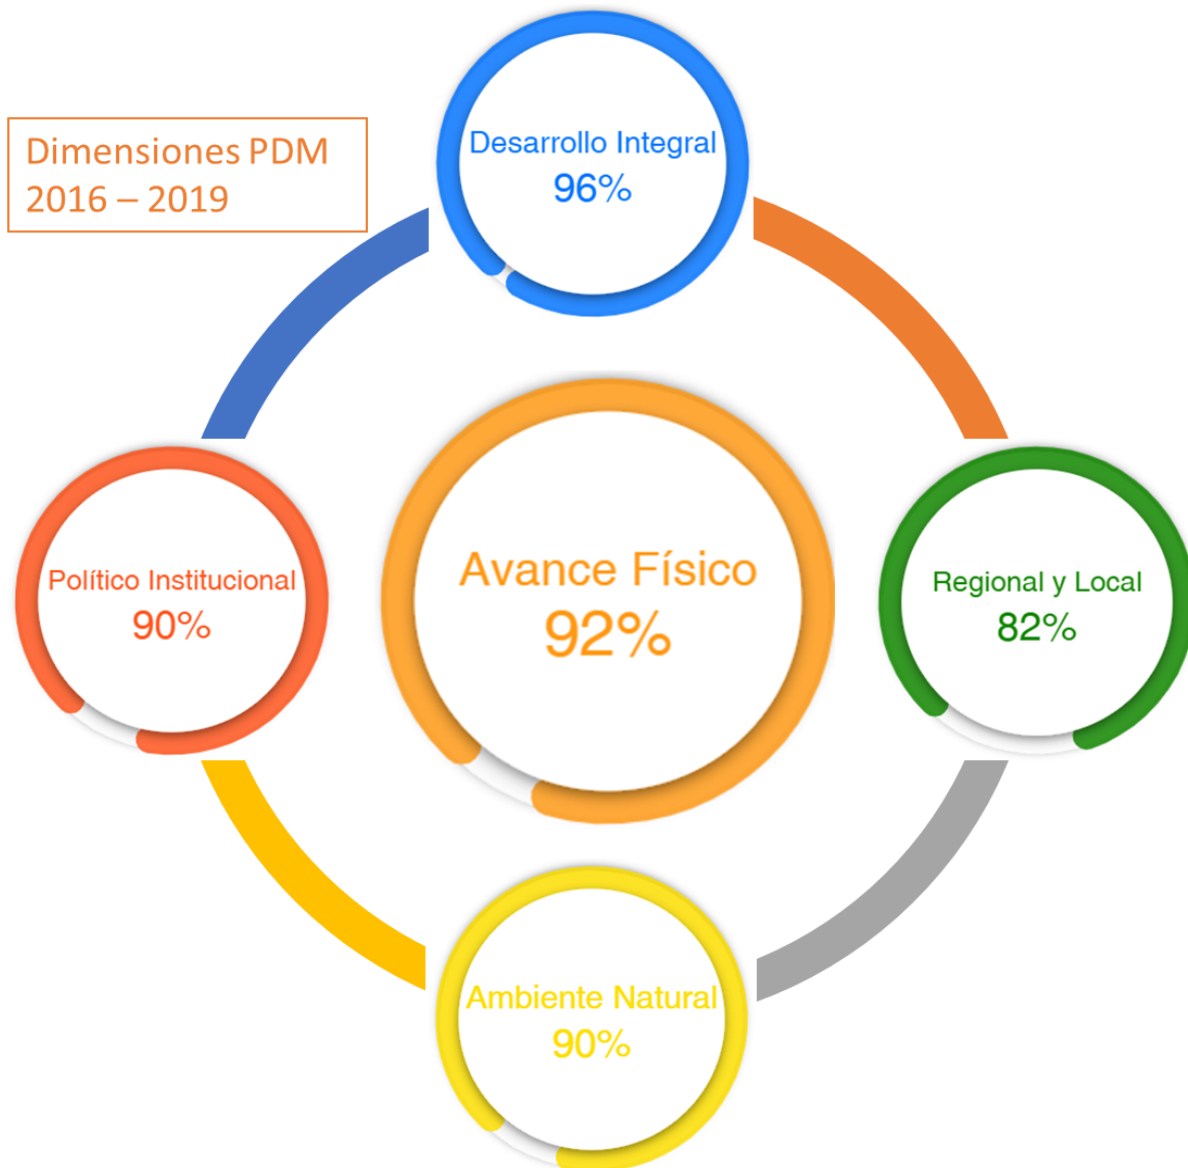 Dimensiones PDM
2016 – 2019
Desarrollo Integral
96%
Político Institucional
90%
Avance Físico
92%
Regional y Local
82%
Ambiente Natural
90%